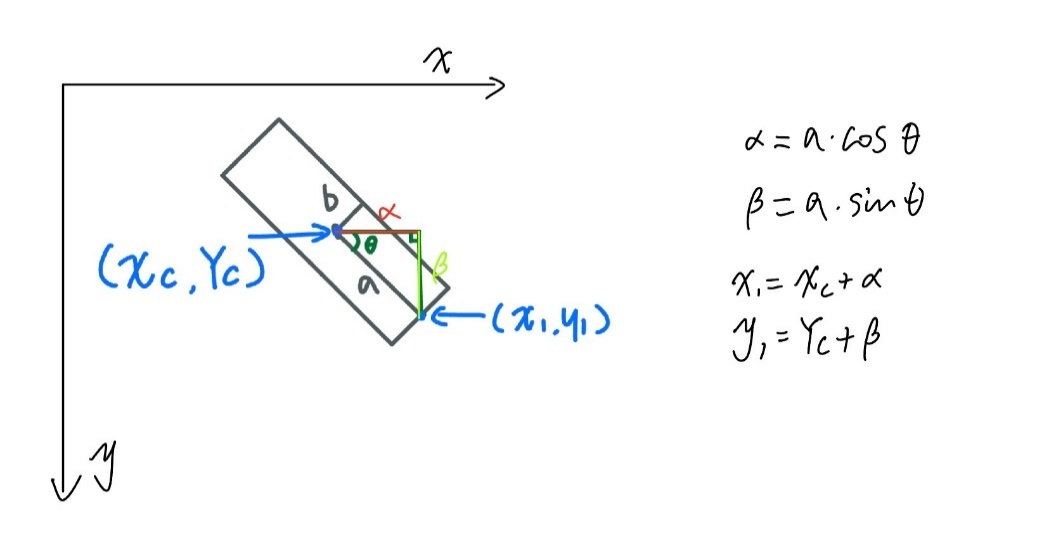 x
b
α
(xc, Yc)
θ
β
a
(x1, y1)
y
α = a · cos θ
β = a · sin θ
x1 = xc + α
y1 = Yc + β